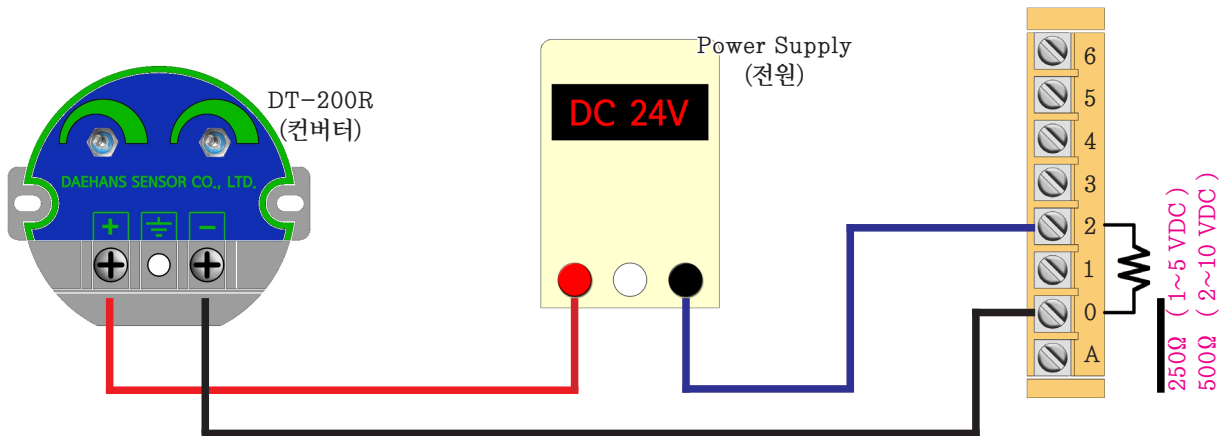 DT-200R
(컨버터)
DAEHANS SENSOR CO., LTD.
+
−
Power Supply
(전원)
DC 24V
6
5
4
3
2
1
0
A
250Ω ( 1~5 VDC )
500Ω ( 2~10 VDC )